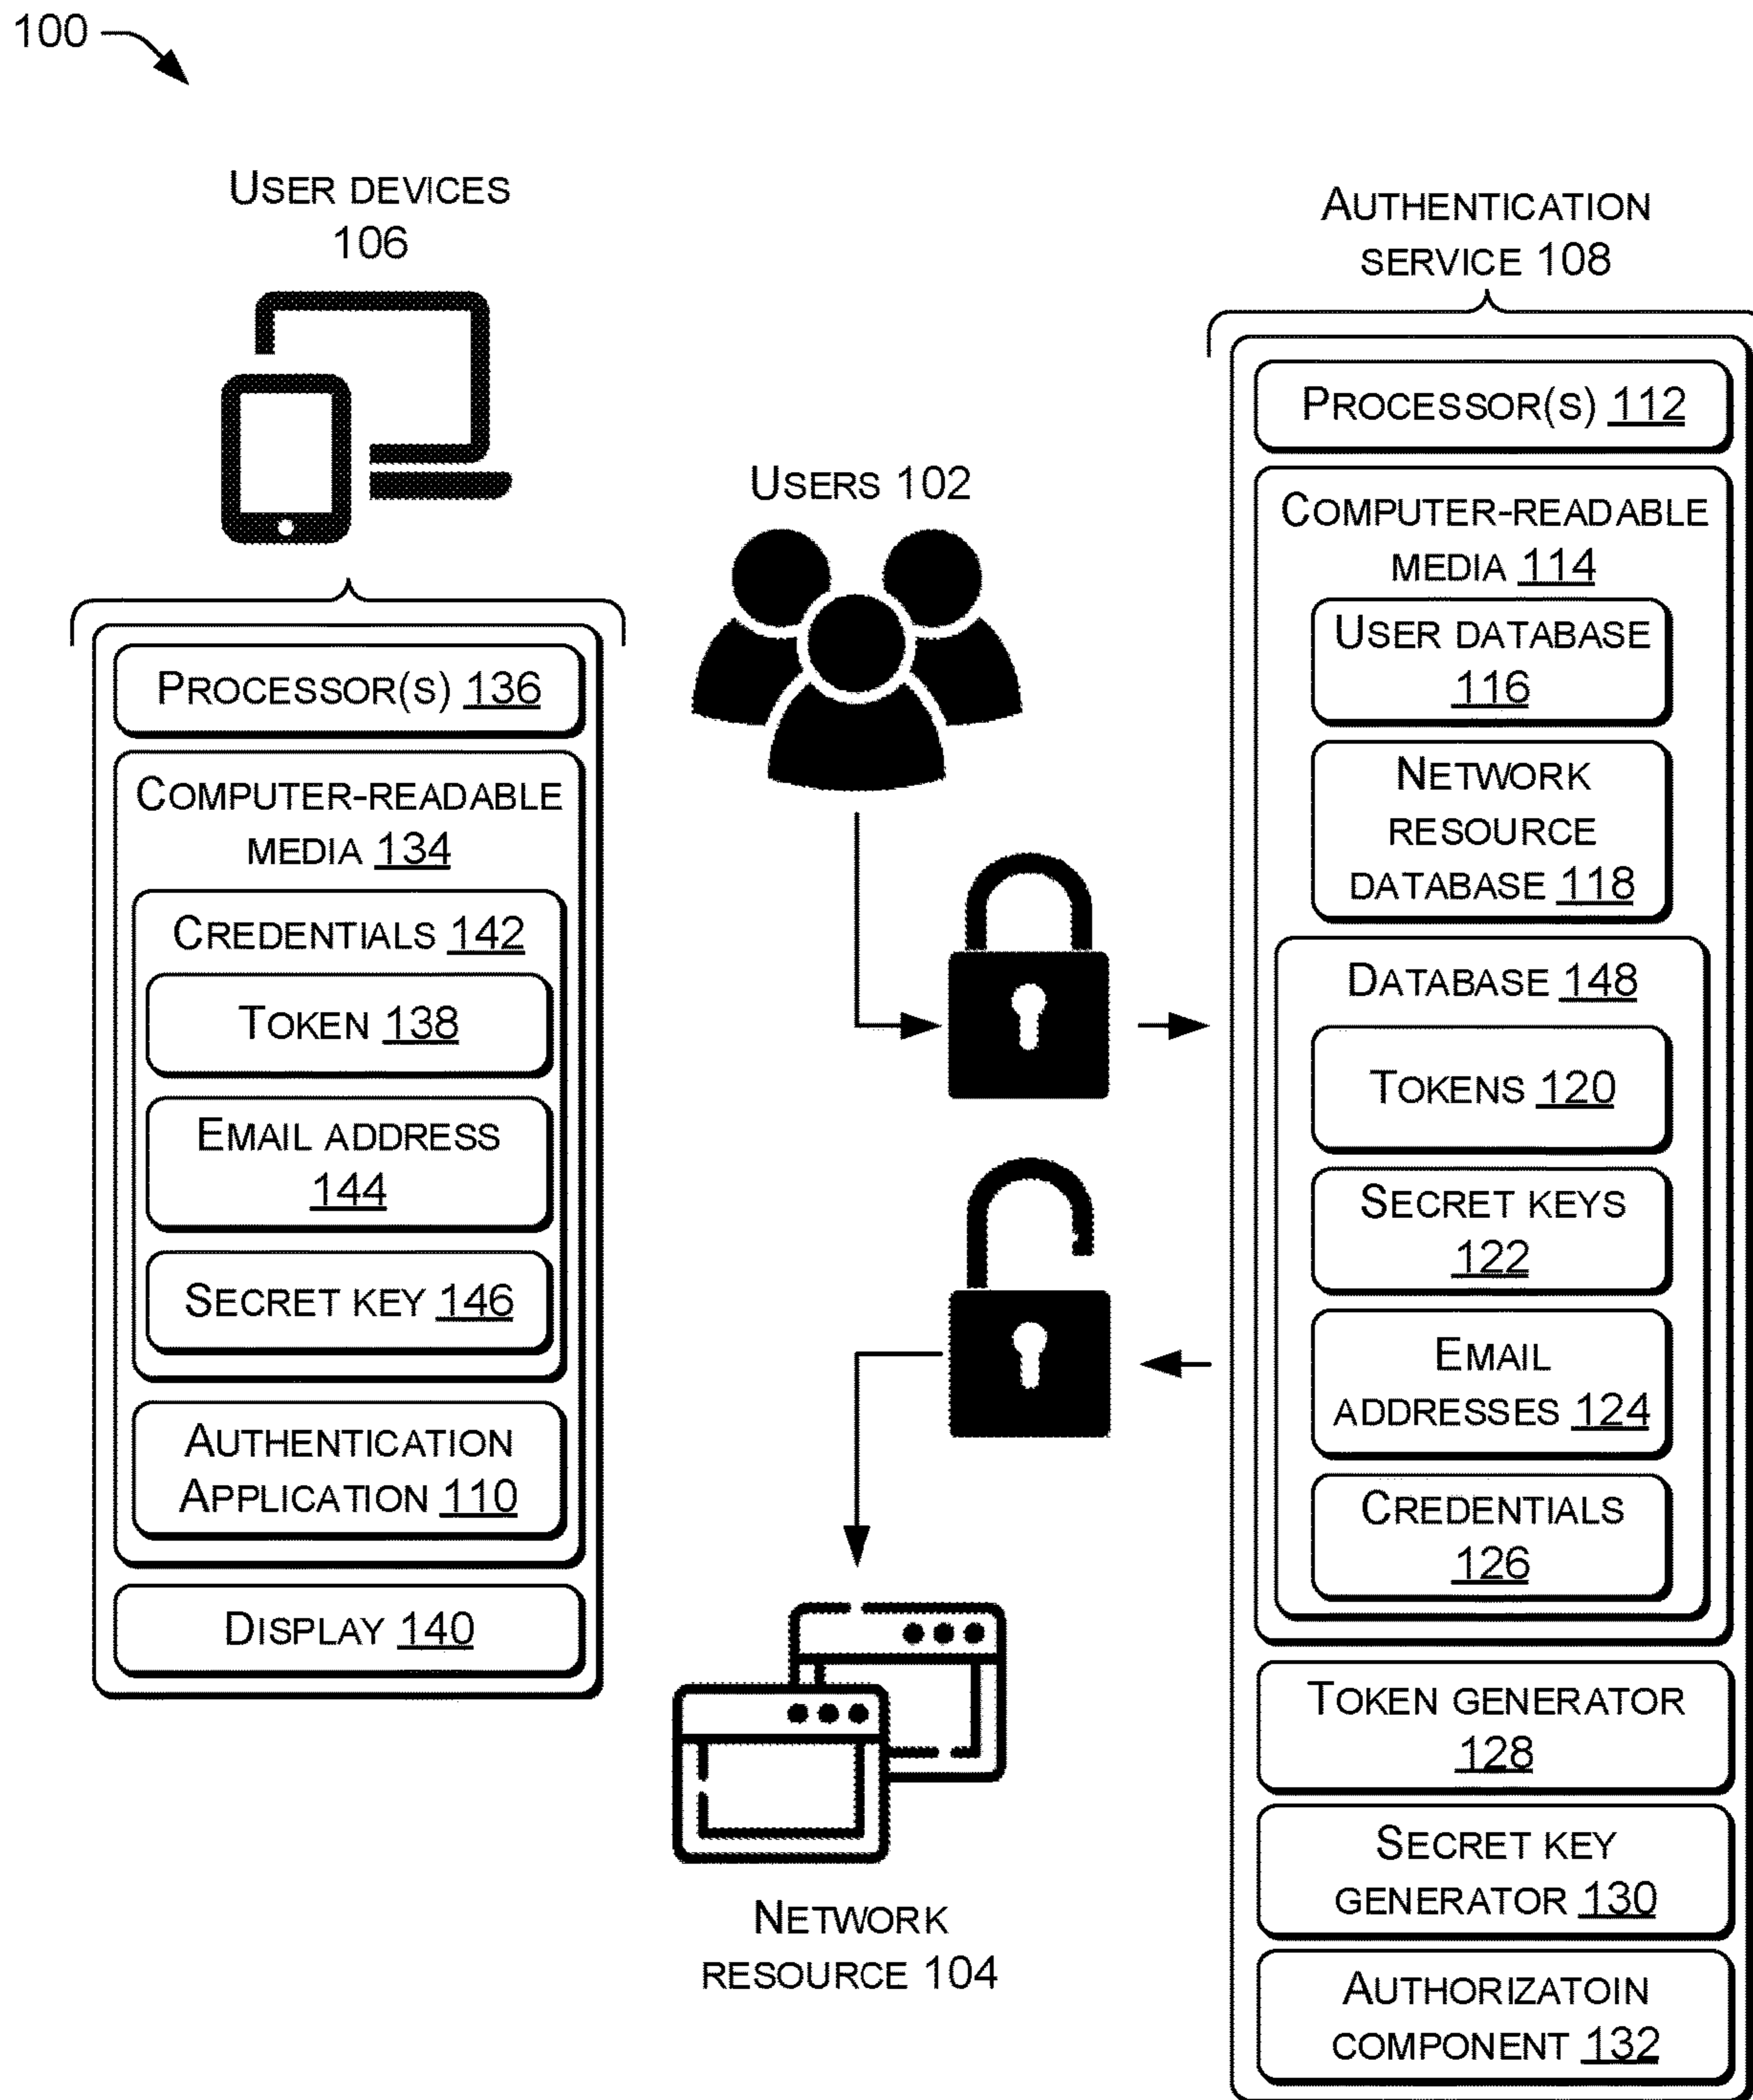 100
USER DEVICES
106
PROCESSOR(S) 136
COMPUTER-READABLE
MEDIA 134
CREDENTIALS 142
TOKEN 138
EMAIL ADDRESS
144
SECRET KEY 146
AUTHENTICATION
APPLICATION 110
DISPLAY 140
USERS 102
NETWORK
RESOURCE 104
AUTHENTICATION
SERVICE 108
PROCESSOR(S) 112
COMPUTER-READABLE
MEDIA 114
USER DATABASE
116
NETWORK
RESOURCE
DATABASE 118
DATABASE 148
TOKENS 120
SECRET KEYS
122
EMAIL
ADDRESSES 124
CREDENTIALS
126
TOKEN GENERATOR
128
SECRET KEY
GENERATOR 130
AUTHORIZATOIN
COMPONENT 132